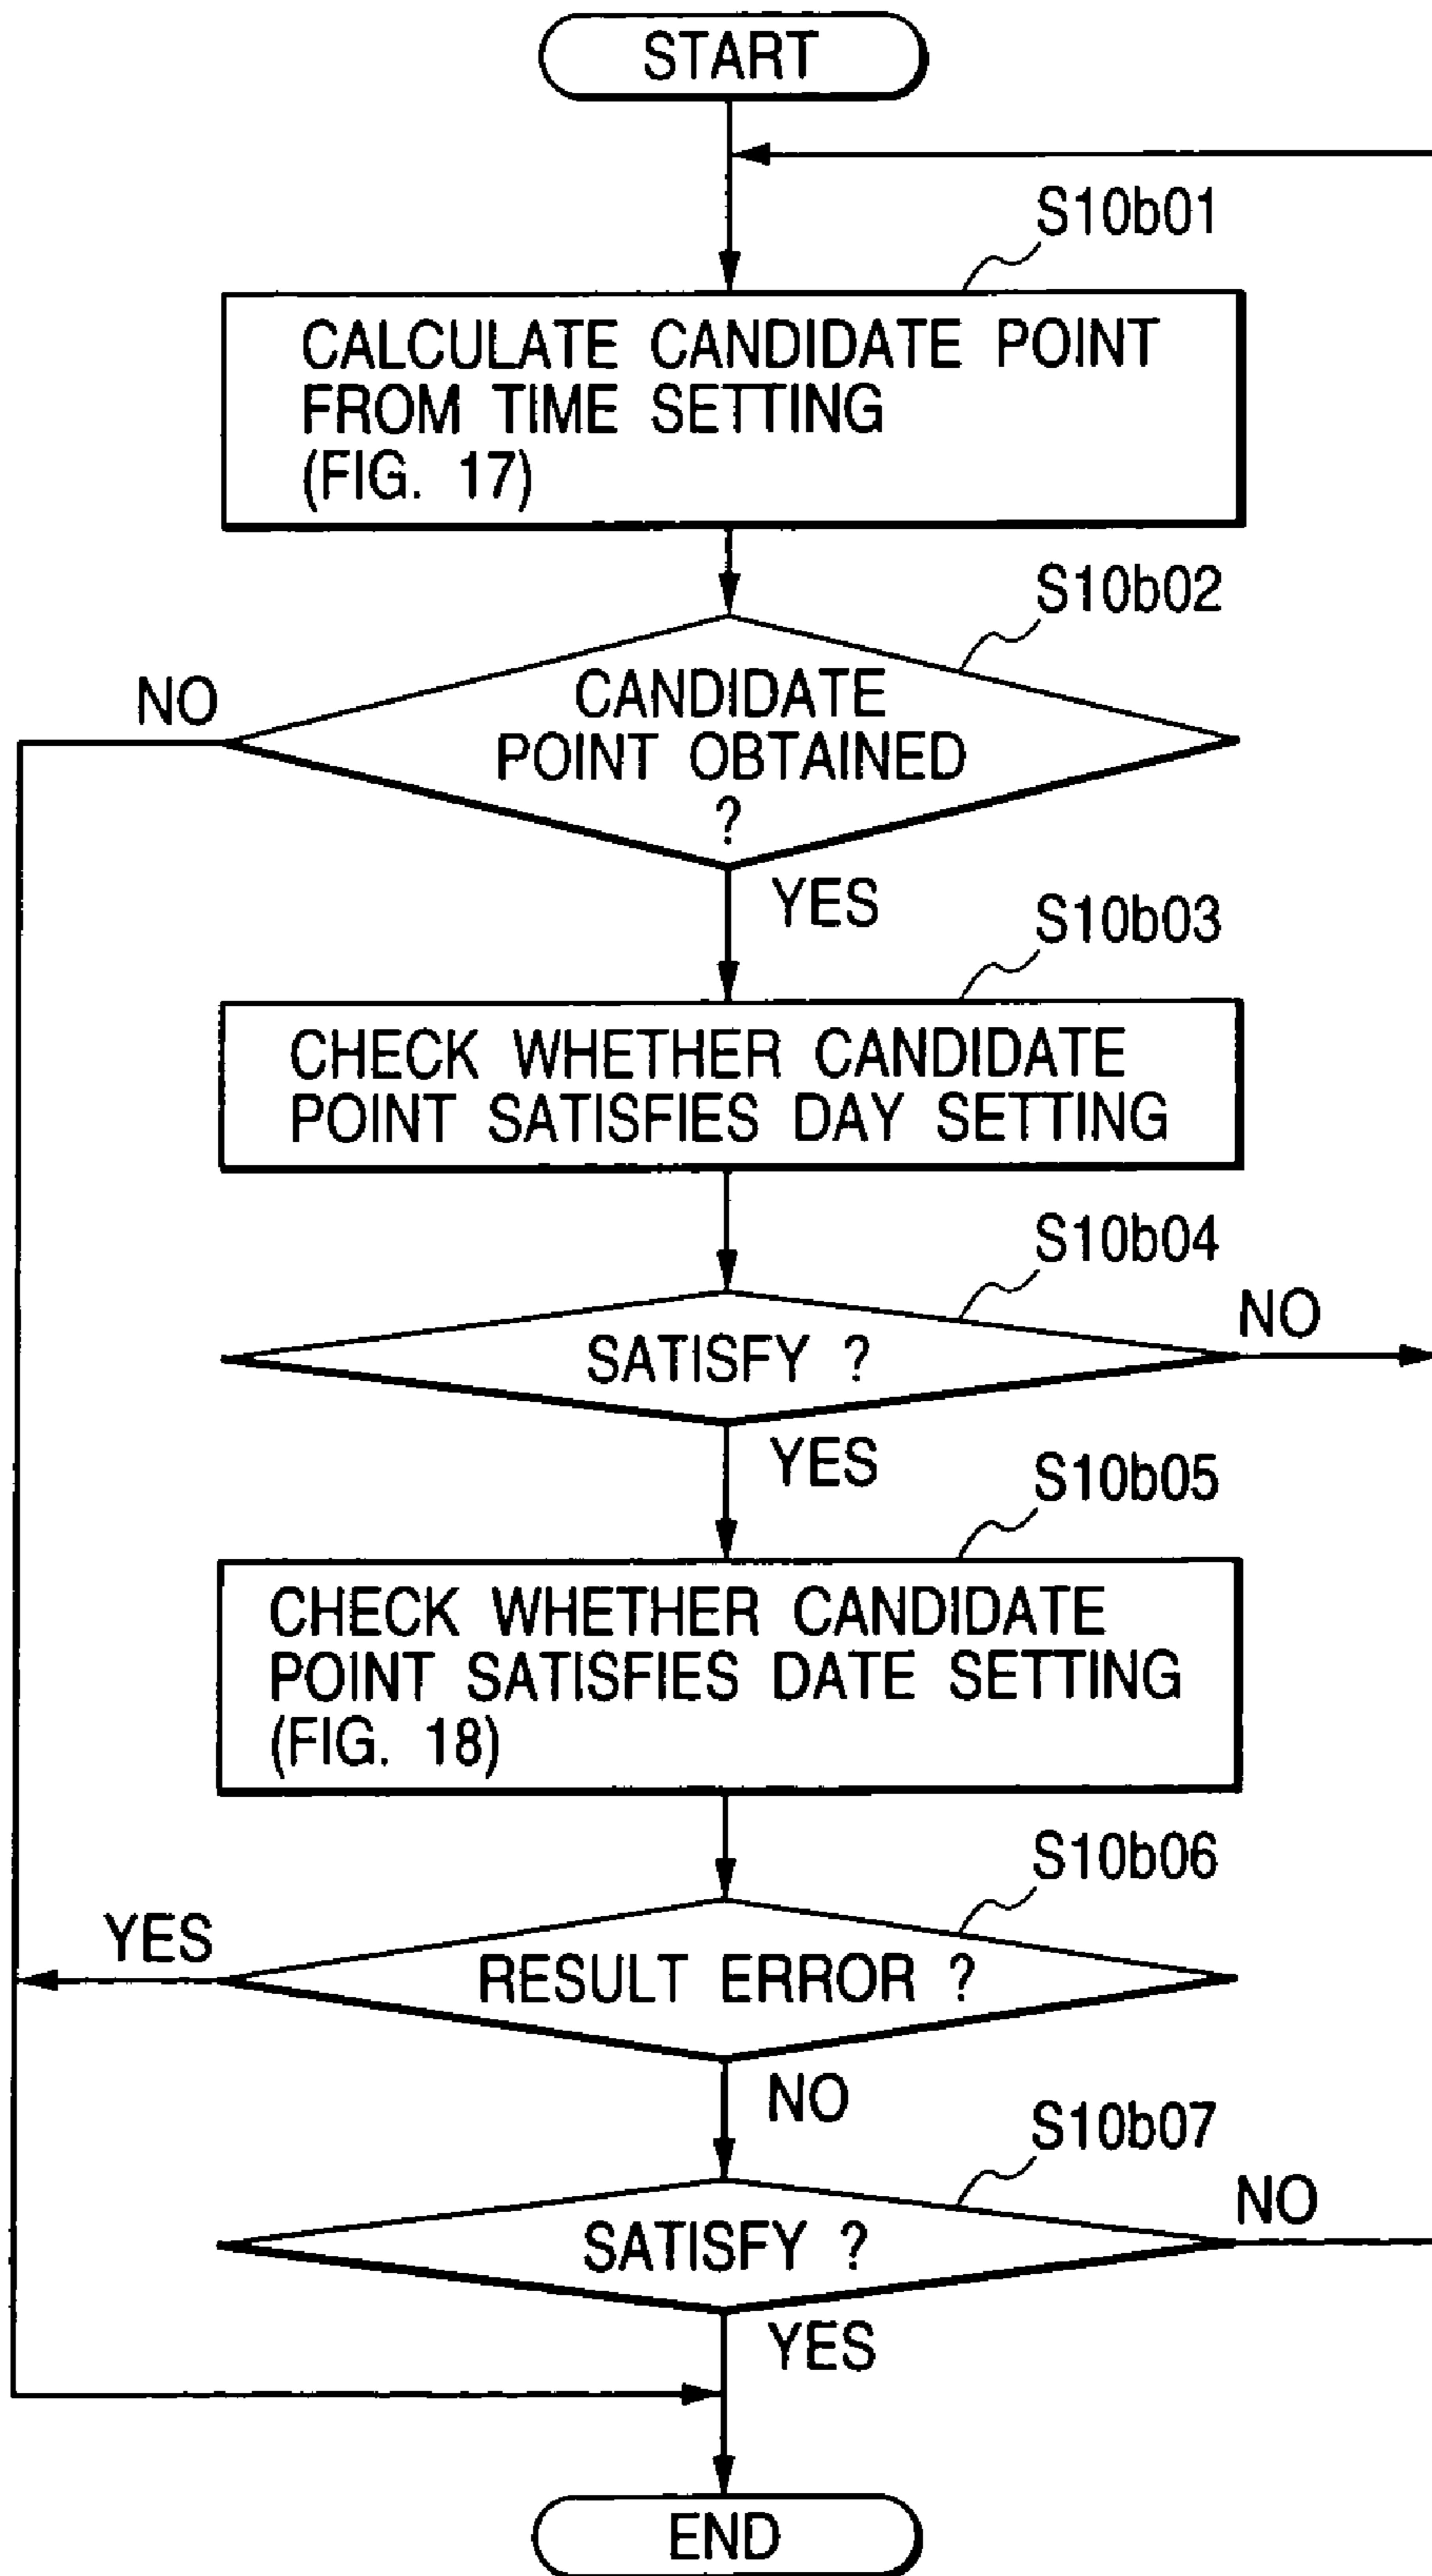 START
S10b01
CALCULATE CANDIDATE POINT
FROM TIME SETTING
(FIG. 17)
S10b02
NO
CANDIDATE
POINT OBTAINED
?
YES
S10b03
CHECK WHETHER CANDIDATE
POINT SATISFIES DAY SETTING
S10b04
NO
SATISFY ?
YES
S10b05
CHECK WHETHER CANDIDATE
POINT SATISFIES DATE SETTING
(FIG. 18)
S10b06
YES
RESULT ERROR ?
NO
S10b07
NO
SATISFY ?
YES
END